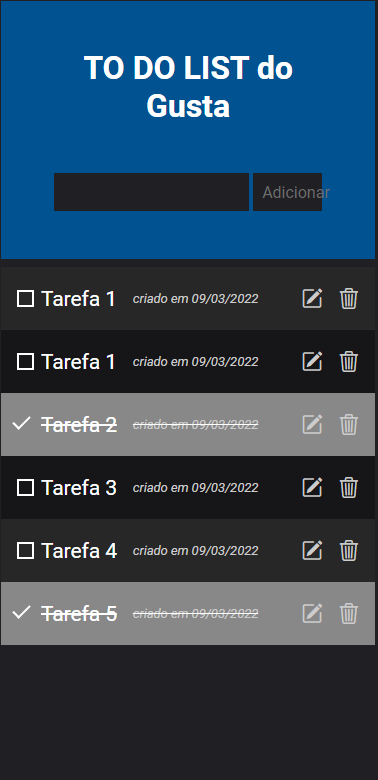 TO DO LIST do
Gusta
Adicionar
Tarefa 1 criado em 09/03/2022
Tarefa 1 criado em 09/03/2022
Tarefa 2 criado em 09/03/2022
Tarefa 3 criado em 09/03/2022
Tarefa 4 criado em 09/03/2022
Tarefa 5 criado em 09/03/2022